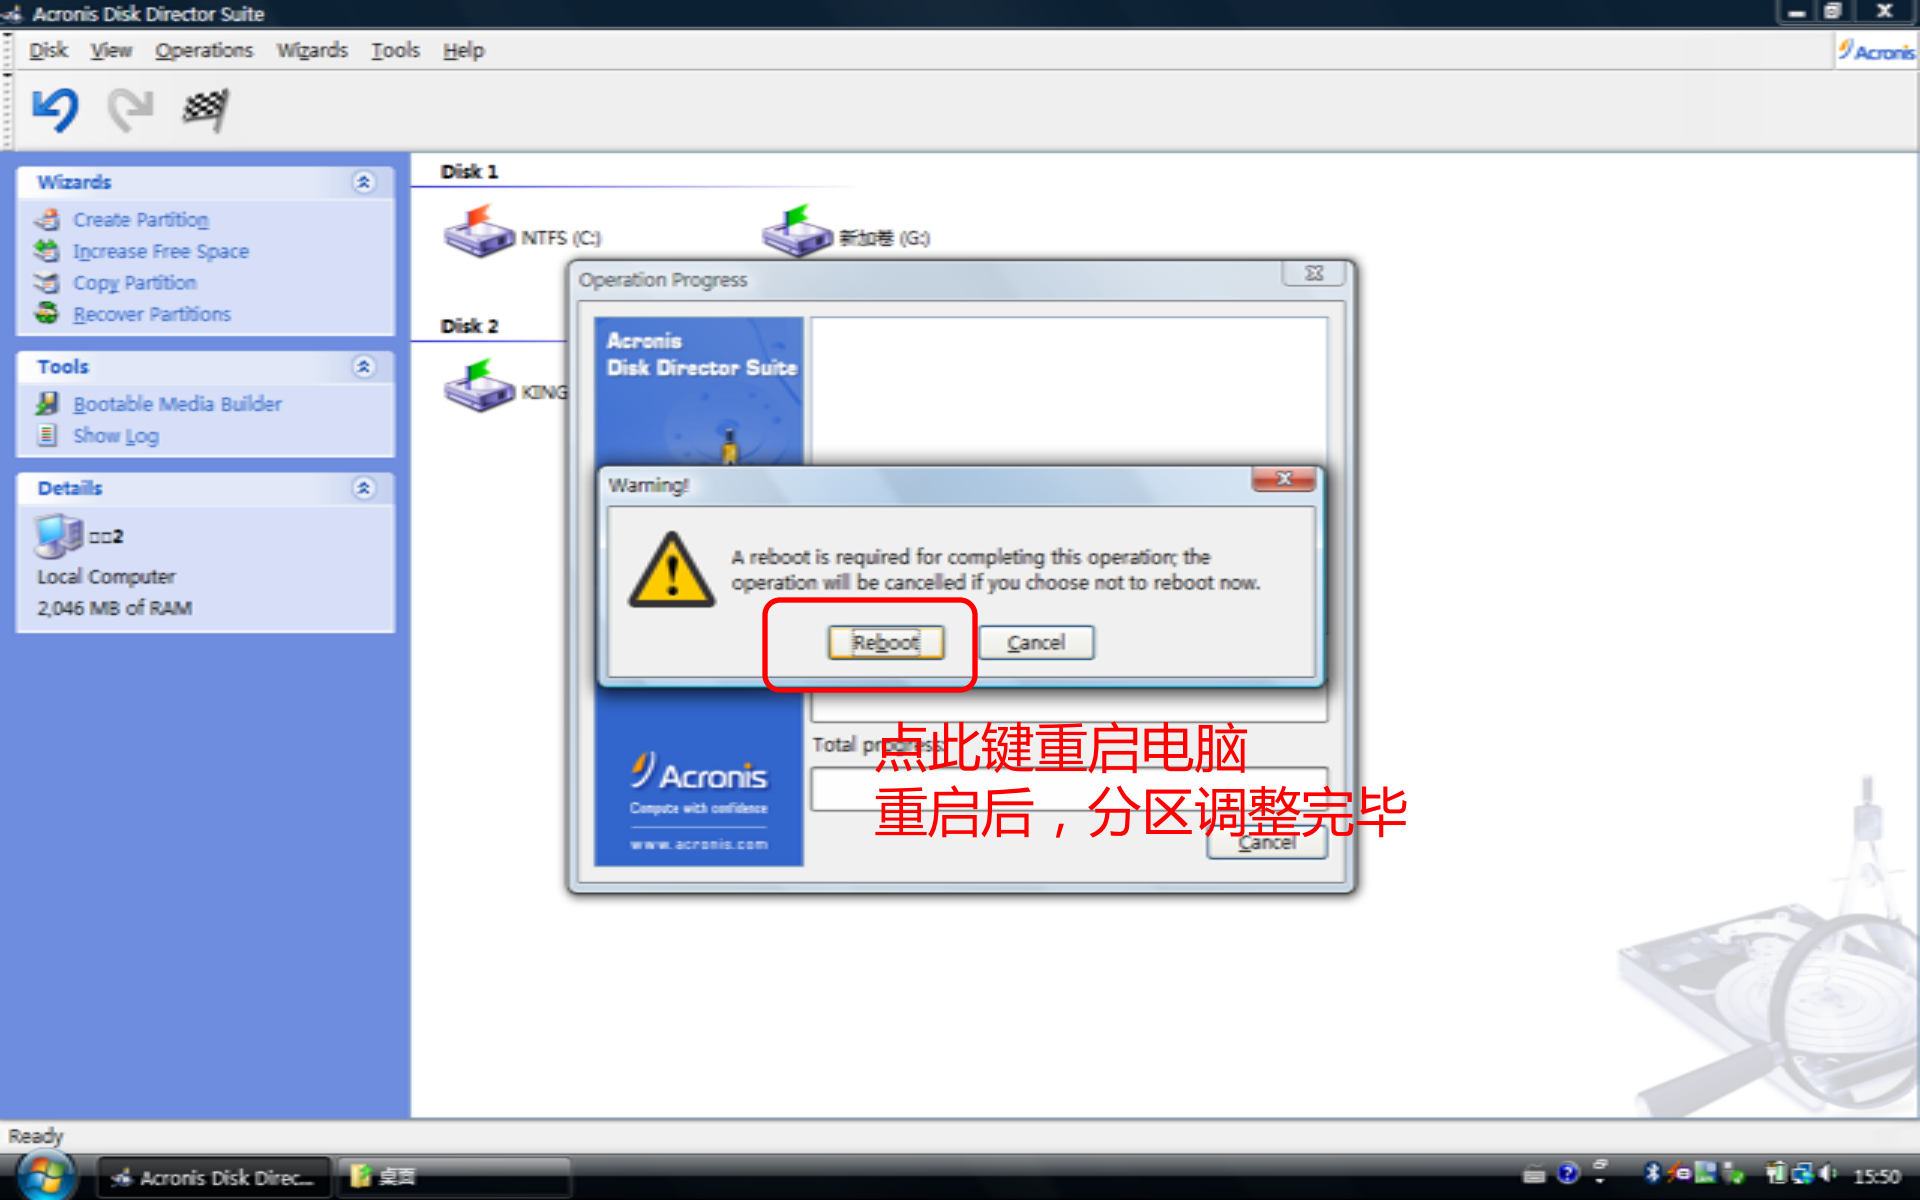 Acronis Disk Director Suite
Disk View Operations Wizards Tools Help
Acronis
Wizards
Create Partition
Increase Free Space
Copy Partition
Recover Partitions
Tools
Bootable Media Builder
Show Log
Details
□□2
Local Computer
2,046 MB of RAM
Disk 1
NTFS (C:)
新加卷 (G:)
Disk 2
KING
Operation Progress
Acronis
Disk Director Suite
Warning!
A reboot is required for completing this operation; the
operation will be cancelled if you choose not to reboot now.
Reboot
Cancel
点此键重启电脑
重启后，分区调整完毕
Total progress:
Acronis
Compute with confidence
www.acronis.com
Cancel
Ready
Acronis Disk Direc...
桌面
15:50